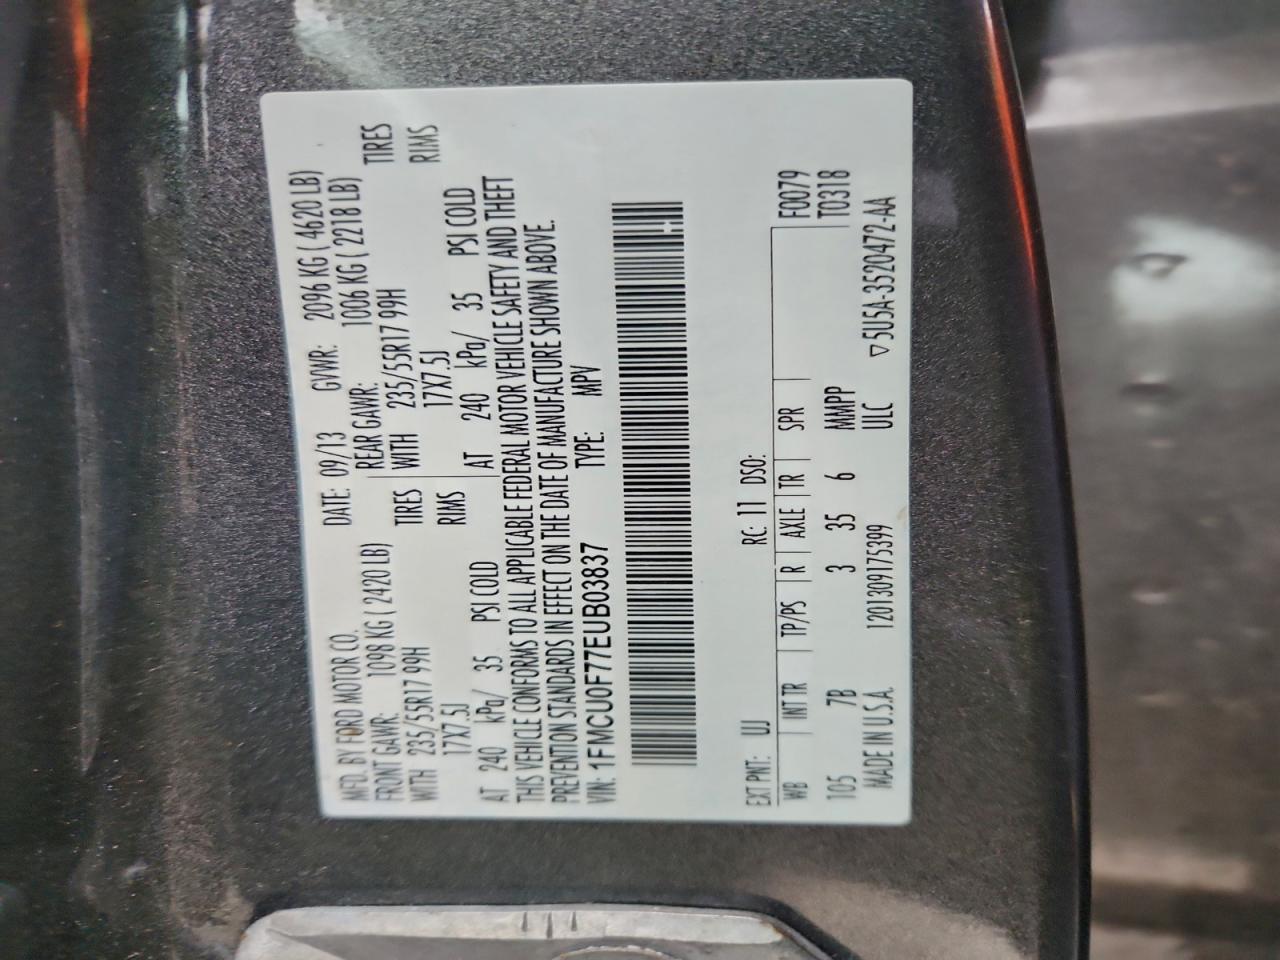 MFD. BY FORD MOTOR CO.
DATE: 09/13 GVWR: 2096 KG ( 4620 LB)
FRONT GAWR: 1098 KG ( 2420 LB)
REAR GAWR: 1006 KG ( 2218 LB)
WITH 235/55R17 99H TIRES
WITH 235/55R17 99H TIRES
17X7.5J RIMS
17X7.5J RIMS
AT 240 kPa/ 35 PSI COLD
AT 240 kPa/ 35 PSI COLD
THIS VEHICLE CONFORMS TO ALL APPLICABLE FEDERAL MOTOR VEHICLE SAFETY AND THEFT
PREVENTION STANDARDS IN EFFECT ON THE DATE OF MANUFACTURE SHOWN ABOVE.
VIN: 1FMCU0F77EUB03837 TYPE: MPV
EXT PNT: UJ RC: 11 DSO:
WB INT TR TP/PS R AXLE TR SPR F0079
T0318
105 7B 3 35 6 MMPP
MADE IN U.S.A. 1201309175399 ULC ▽5U5A-3520472-AA